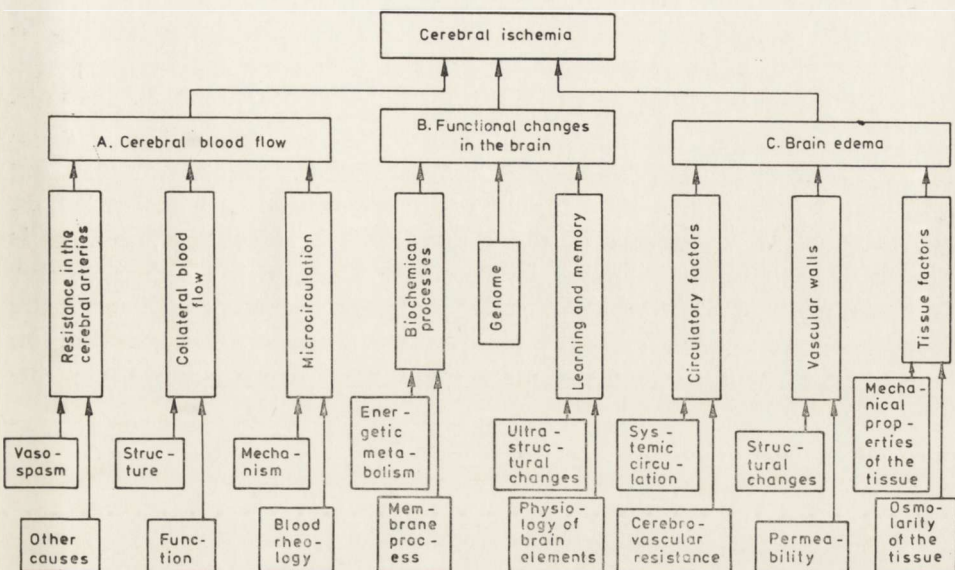 Cerebral ischemia
A. Cerebral blood flow
B. Functional changes
in the brain
C. Brain edema
Resistance in the
cerebral arteries
Collateral blood
flow
Microcirculation
Biochemical
processes
Genome
Learning and memory
Circulatory factors
Vascular walls
Tissue factors
Vaso-
spasm
Struc-
ture
Mecha-
nism
Ener-
getic
meta-
bolism
Ultra-
struc-
tural
changes
Sys-
temic
circu-
lation
Struc-
tural
changes
Mecha-
nical
prop-
erties
of the
tissue
Other
causes
Func-
tion
Blood
rheo-
logy
Mem-
brane
proc-
ess
Physio-
logy of
brain
elements
Cerebro-
vascular
resistance
Permea-
bility
Osmo-
larity
of the
tissue